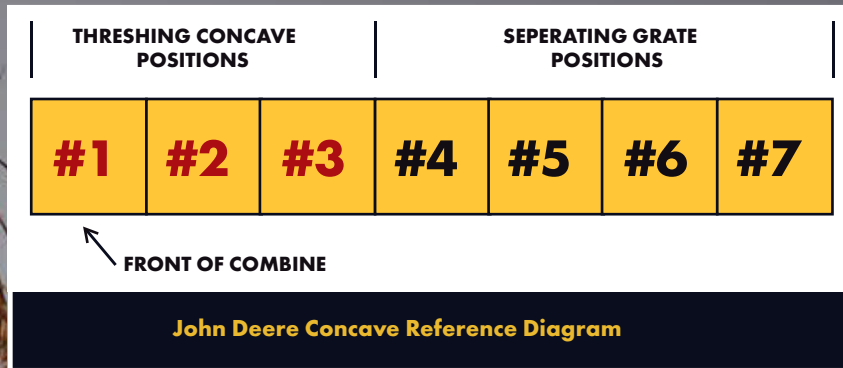 THRESHING CONCAVE
POSITIONS
SEPERATING GRATE
POSITIONS
#1 #2 #3 #4 #5 #6 #7
FRONT OF COMBINE
John Deere Concave Reference Diagram